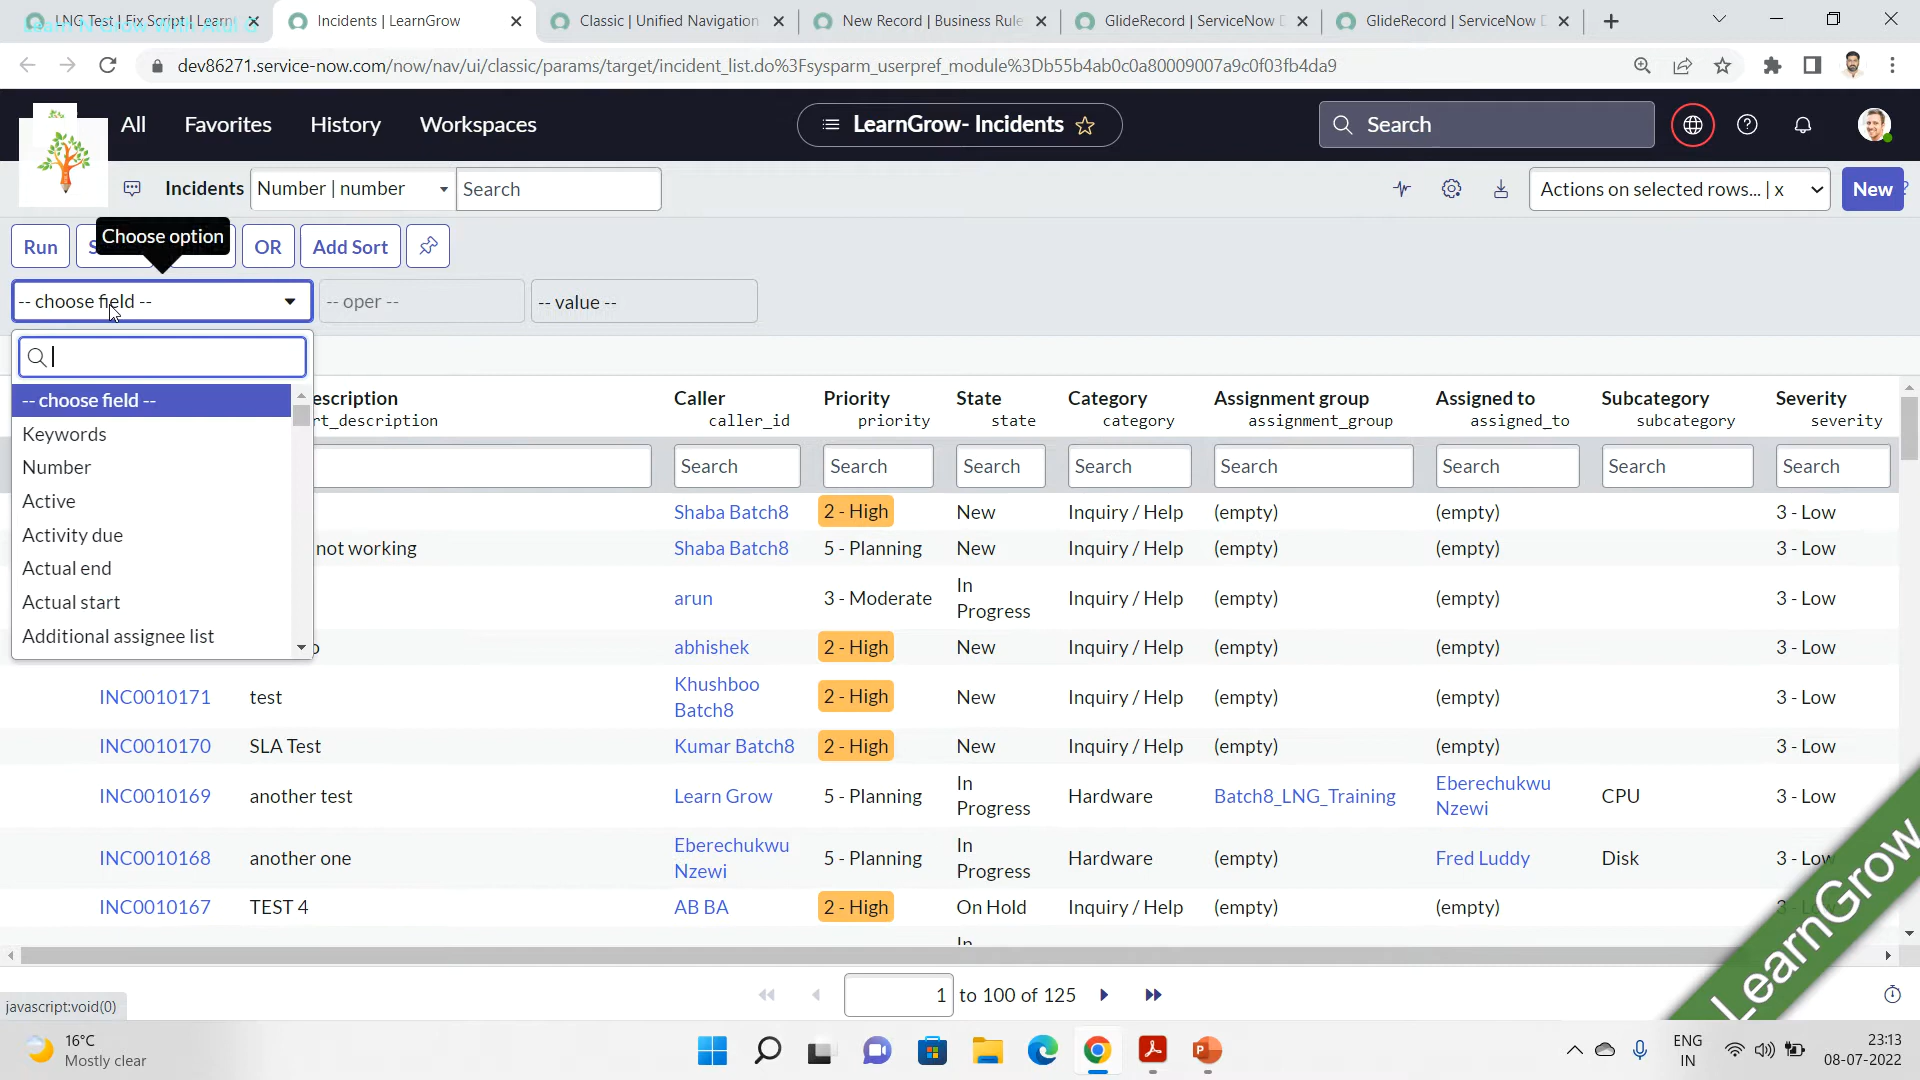 LNG Test | Fix Script | Learn
Incidents | LearnGrow
Classic | Unified Navigation
New Record | Business Rule
GlideRecord | ServiceNow D
GlideRecord | ServiceNow D
dev86271.service-now.com/now/nav/ui/classic/params/target/incident_list.do%3Fsysparm_userpref_module%3Db55b4ab0c0a80009007a9c0f03fb4da9
All
Favorites
History
Workspaces
LearnGrow- Incidents
Search
Incidents
Number | number
Search
Actions on selected rows... | x
New
Choose option
Run
OR
Add Sort
-- choose field --
-- oper --
-- value --
-- choose field --
Keywords
Number
Active
Activity due
Actual end
Actual start
Additional assignee list
escription
rt_description
Caller
caller_id
Priority
priority
State
state
Category
category
Assignment group
assignment_group
Assigned to
assigned_to
Subcategory
subcategory
Severity
severity
Search Search Search Search Search Search Search Search
Shaba Batch8 2 - High New Inquiry / Help (empty) (empty) 3 - Low
not working Shaba Batch8 5 - Planning New Inquiry / Help (empty) (empty) 3 - Low
arun 3 - Moderate In Progress Inquiry / Help (empty) (empty) 3 - Low
o abhishek 2 - High New Inquiry / Help (empty) (empty) 3 - Low
INC0010171 test Khushboo Batch8 2 - High New Inquiry / Help (empty) (empty) 3 - Low
INC0010170 SLA Test Kumar Batch8 2 - High New Inquiry / Help (empty) (empty) 3 - Low
INC0010169 another test Learn Grow 5 - Planning In Progress Hardware Batch8_LNG_Training Eberechukwu Nzewi CPU 3 - Low
INC0010168 another one Eberechukwu Nzewi 5 - Planning In Progress Hardware (empty) Fred Luddy Disk 3 - Low
INC0010167 TEST 4 AB BA 2 - High On Hold Inquiry / Help (empty) (empty) 3 - Low
In
1 to 100 of 125
LearnGrow
javascript:void(0)
16°C
Mostly clear
ENG
IN
23:13
08-07-2022